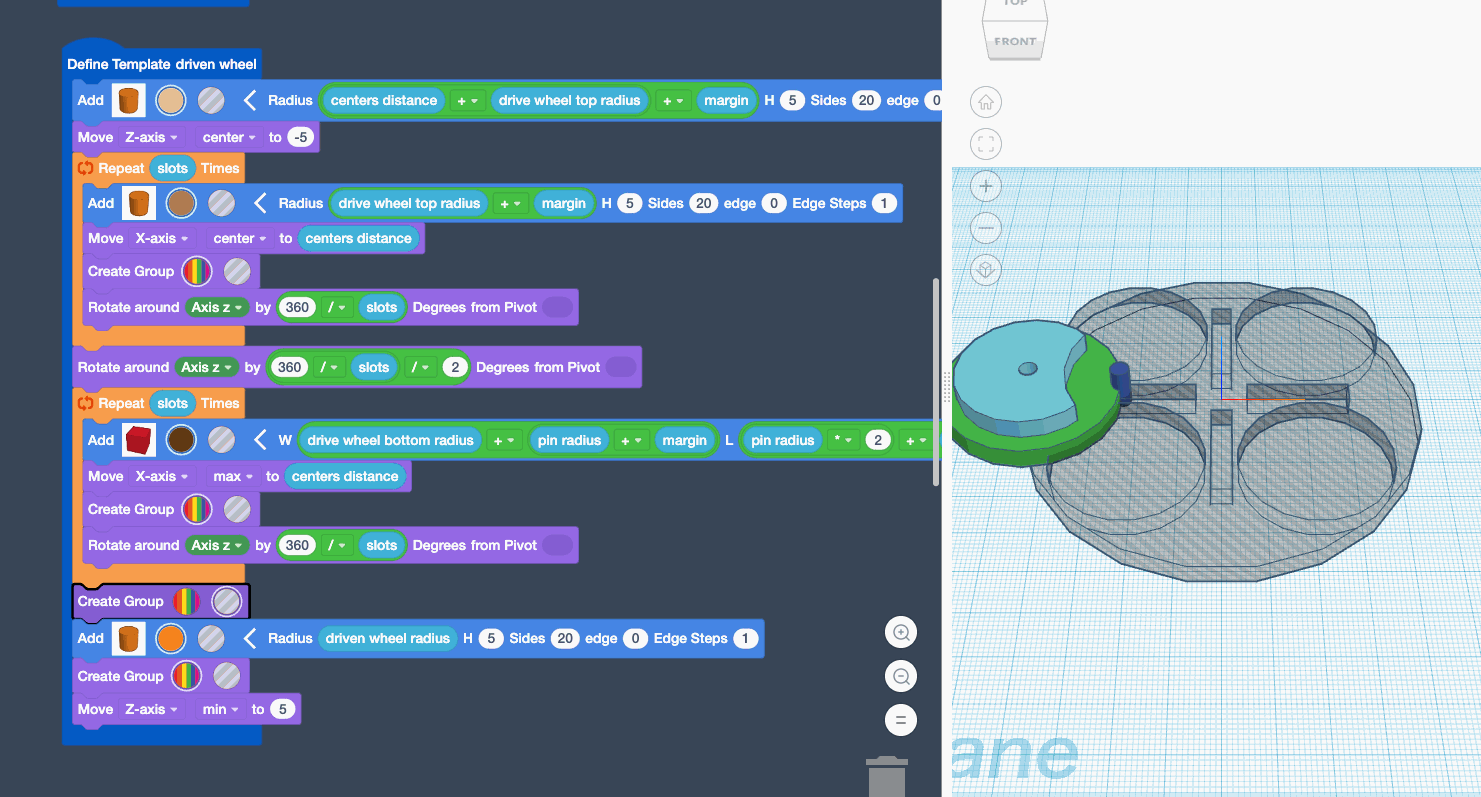 Define Template driven wheel
Add Radius centers distance + drive wheel top radius + margin H 5 Sides 20 edge 0
Move Z-axis center to -5
Repeat slots Times
Add Radius drive wheel top radius + margin H 5 Sides 20 edge 0 Edge Steps 1
Move X-axis center to centers distance
Create Group
Rotate around Axis z by 360 / slots Degrees from Pivot
Rotate around Axis z by 360 / slots / 2 Degrees from Pivot
Repeat slots Times
Add W drive wheel bottom radius + pin radius + margin L pin radius * 2 +
Move X-axis max to centers distance
Create Group
Rotate around Axis z by 360 / slots Degrees from Pivot
Create Group
Add Radius driven wheel radius H 5 Sides 20 edge 0 Edge Steps 1
Create Group
Move Z-axis min to 5
TOP
FRONT
ane